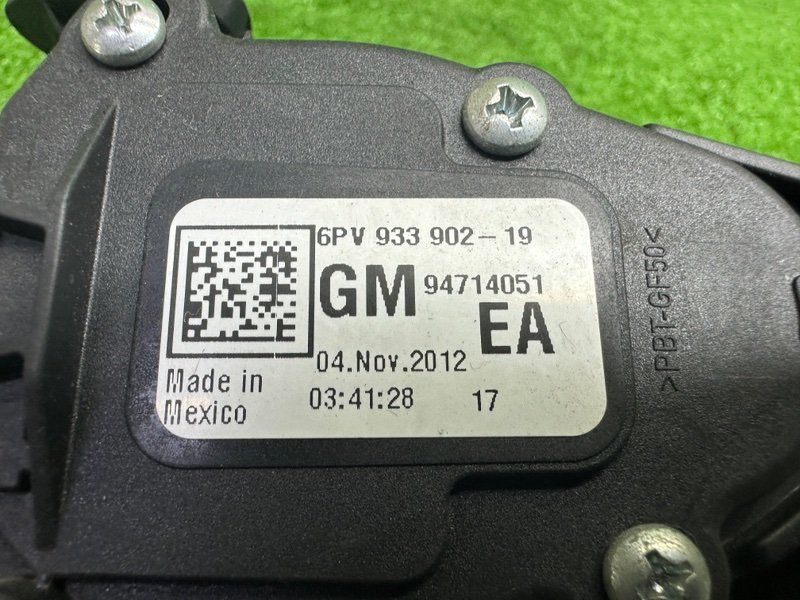 6PV 933 902-19
GM 94714051
EA
04.Nov.2012
Made in
Mexico
03:41:28 17
>PBT-GF50<